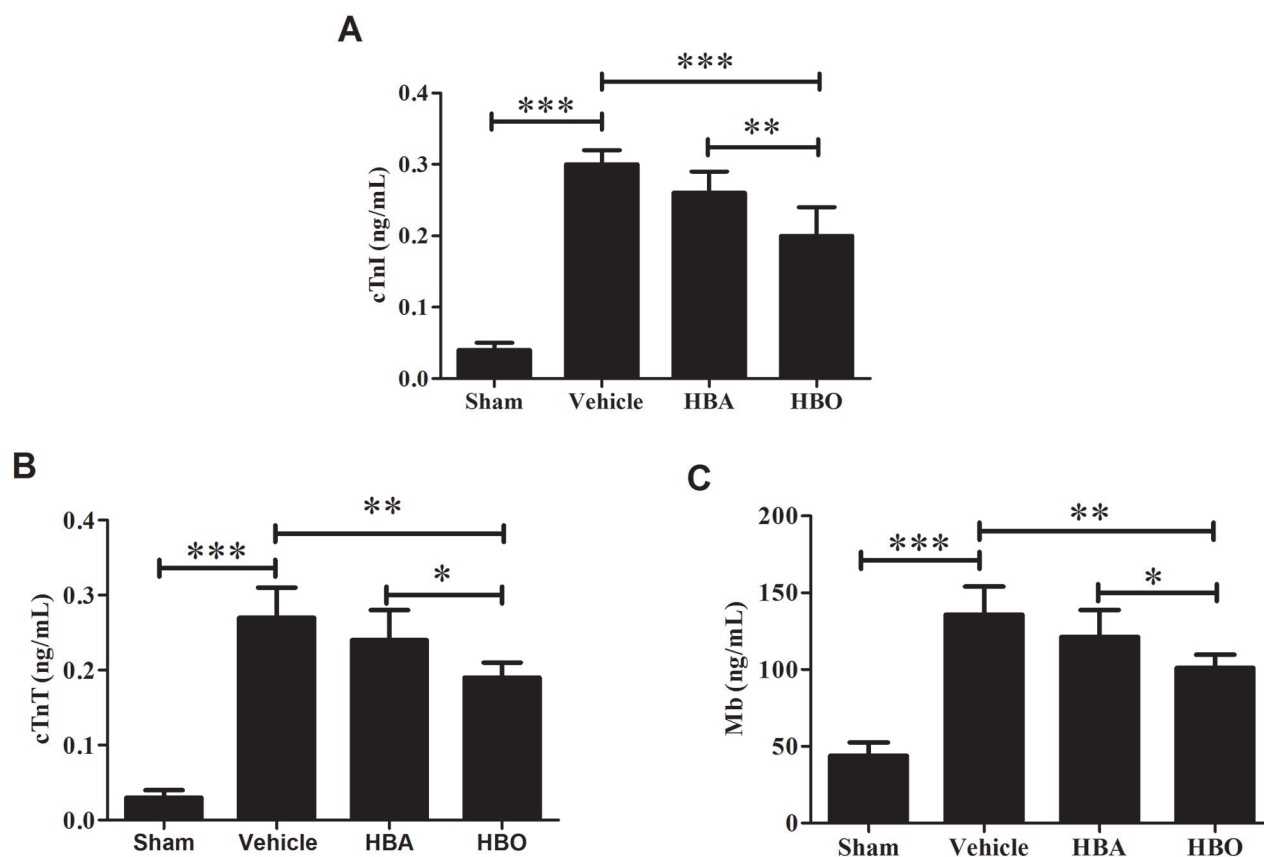 A
***
***
**
0.4
0.3
0.2
0.1
0.0
cTnI (ng/mL)
Sham Vehicle HBA HBO
B
**
***
*
0.4
0.3
0.2
0.1
0.0
cTnT (ng/mL)
Sham Vehicle HBA HBO
C
**
***
*
200
150
100
50
0
Mb (ng/mL)
Sham Vehicle HBA HBO